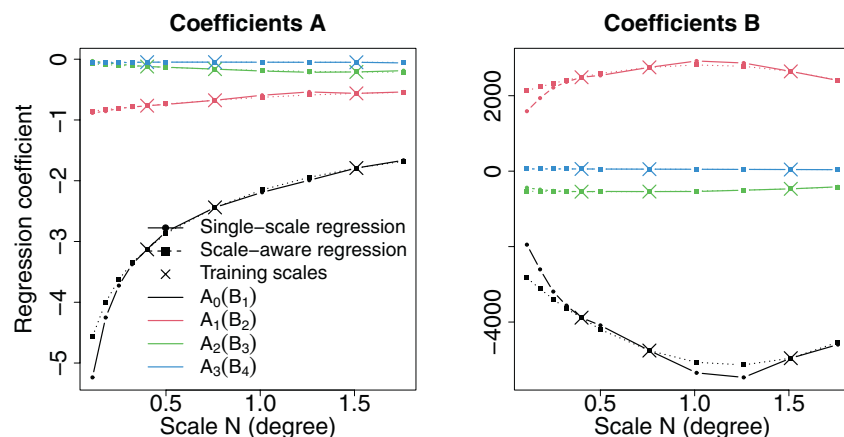 Coefficients A
Coefficients B
Regression coefficient
0
−1
−2
−3
−4
−5
Single−scale regression
Scale−aware regression
Training scales
A0(B1)
A1(B2)
A2(B3)
A3(B4)
0.5 1.0 1.5
Scale N (degree)
2000
0
−4000
0.5 1.0 1.5
Scale N (degree)